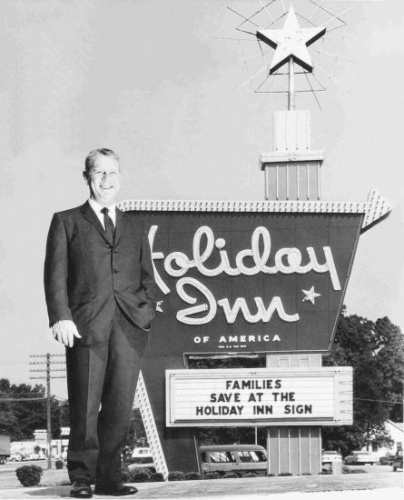 Holiday
Inn
OF AMERICA
FAMILIES
SAVE AT THE
HOLIDAY INN SIGN